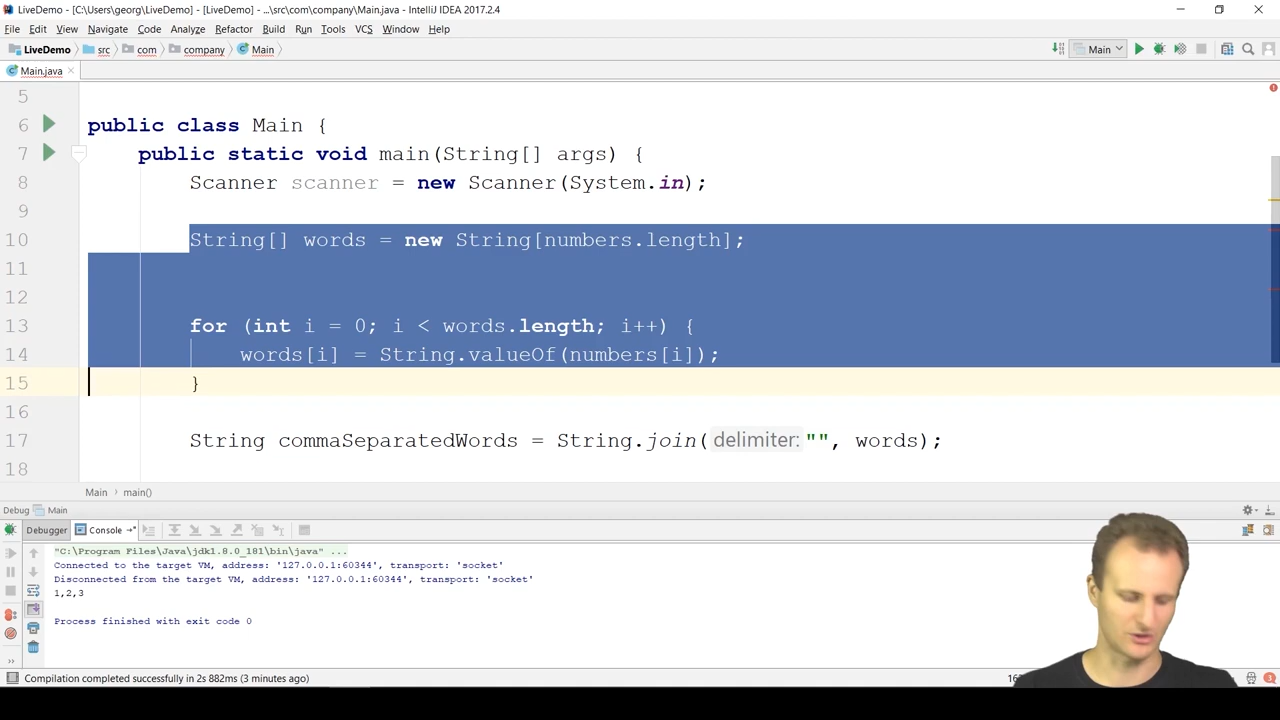 LiveDemo - [C:\Users\georg\LiveDemo] - [LiveDemo] - ...\src\com\company\Main.java - IntelliJ IDEA 2017.2.4
File Edit View Navigate Code Analyze Refactor Build Run Tools VCS Window Help
LiveDemo src com company Main Main
Main.java
5
6 public class Main {
7 public static void main(String[] args) {
8 Scanner scanner = new Scanner(System.in);
9
10 String[] words = new String[numbers.length];
11
12
13 for (int i = 0; i < words.length; i++) {
14 words[i] = String.valueOf(numbers[i]);
15 }
16
17 String commaSeparatedWords = String.join(delimiter: "", words);
18
Main main()
Debug Main
Debugger Console
"C:\Program Files\Java\jdk1.8.0_181\bin\java" ...
Connected to the target VM, address: '127.0.0.1:60344', transport: 'socket'
Disconnected from the target VM, address: '127.0.0.1:60344', transport: 'socket'
1,2,3
Process finished with exit code 0
Compilation completed successfully in 2s 882ms (3 minutes ago)